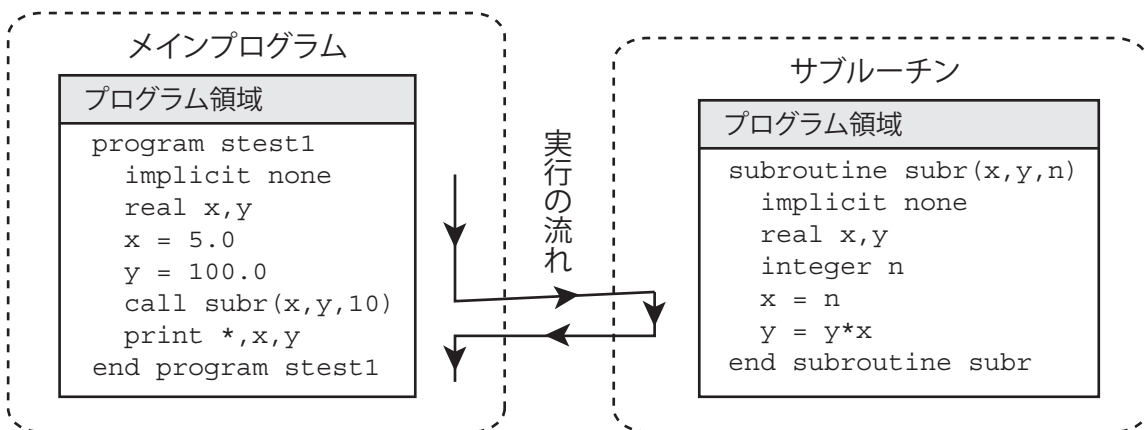 メインプログラム
プログラム領域
program stest1
implicit none
real x,y
x = 5.0
y = 100.0
call subr(x,y,10)
print *,x,y
end program stest1
実行の流れ
サブルーチン
プログラム領域
subroutine subr(x,y,n)
implicit none
real x,y
integer n
x = n
y = y*x
end subroutine subr